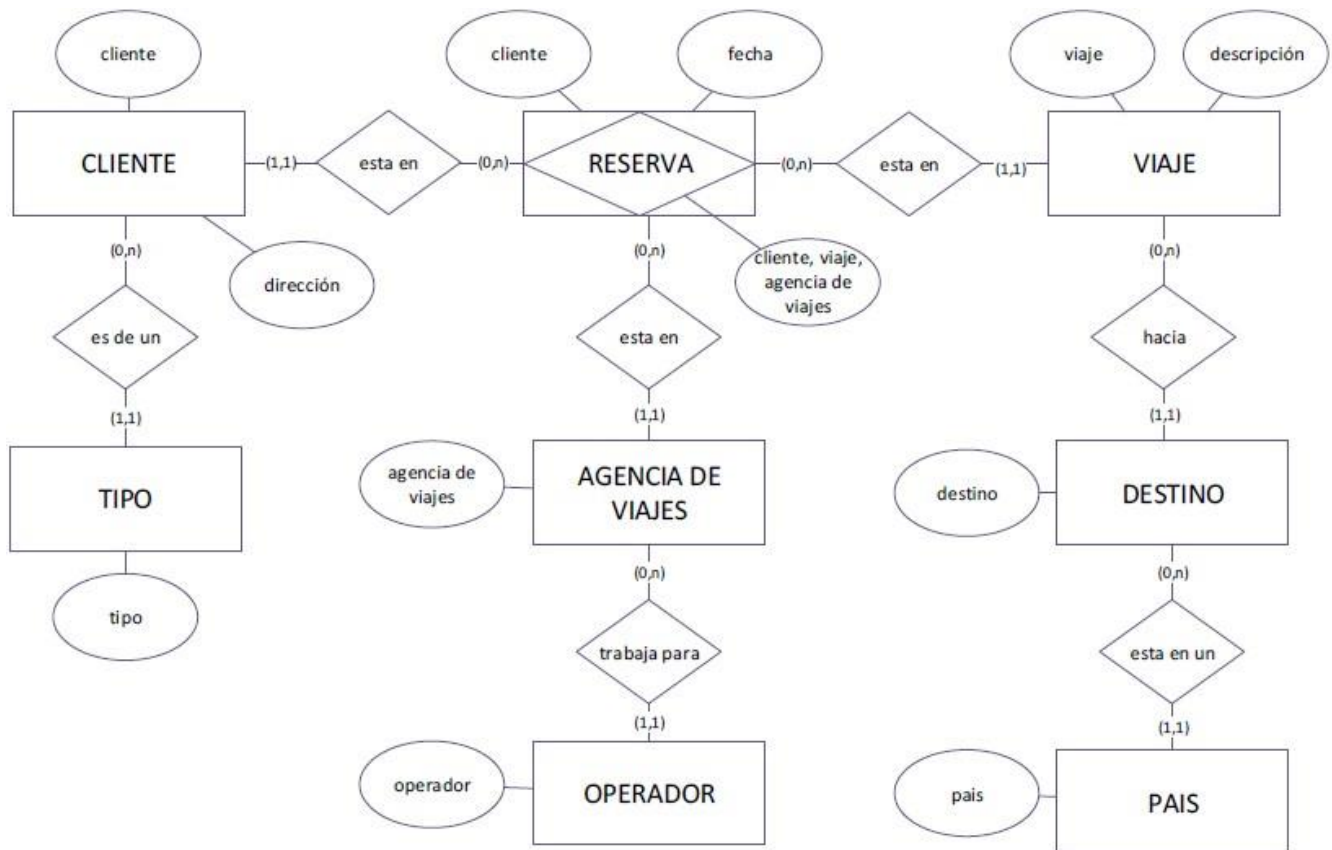 cliente
cliente
fecha
viaje
descripción
CLIENTE
(1,1)
esta en
(0,n)
RESERVA
(0,n)
esta en
(1,1)
VIAJE
(0,n)
dirección
(0,n)
cliente, viaje,
agencia de
viajes
(0,n)
es de un
esta en
hacia
(1,1)
(1,1)
(1,1)
TIPO
agencia de
viajes
AGENCIA DE
VIAJES
destino
DESTINO
tipo
(0,n)
(0,n)
trabaja para
esta en un
(1,1)
(1,1)
operador
OPERADOR
pais
PAIS